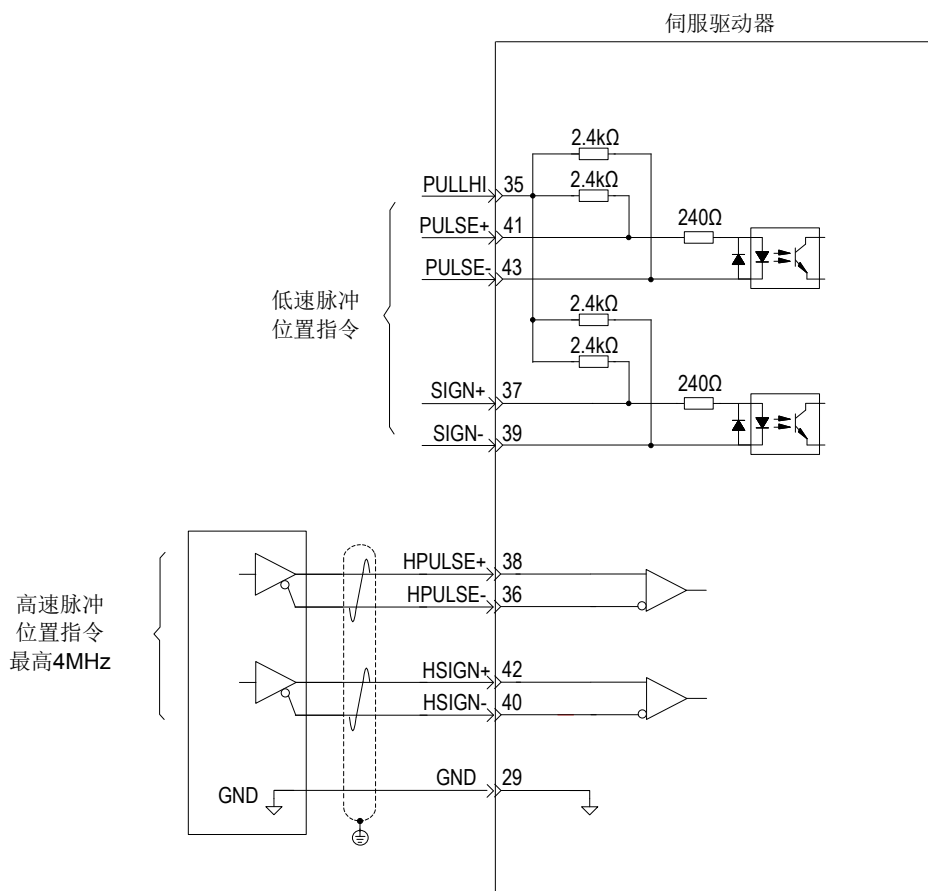 伺服驱动器
2.4kΩ
PULLHI 35
2.4kΩ
PULSE+ 41
240Ω
PULSE- 43
低速脉冲
位置指令
2.4kΩ
2.4kΩ
SIGN+ 37
240Ω
SIGN- 39
HPULSE+ 38
HPULSE- 36
高速脉冲
位置指令
最高4MHz
HSIGN+ 42
HSIGN- 40
GND 29
GND